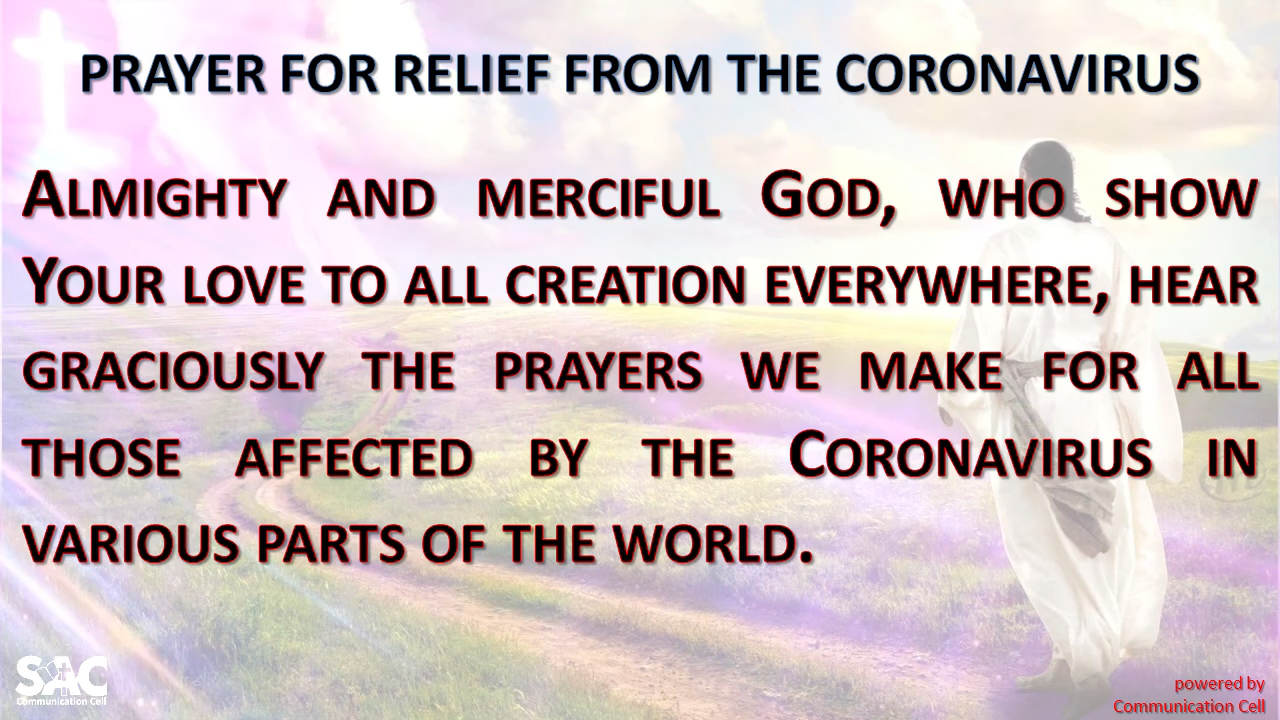 PRAYER FOR RELIEF FROM THE CORONAVIRUS
ALMIGHTY AND MERCIFUL GOD, WHO SHOW
YOUR LOVE TO ALL CREATION EVERYWHERE, HEAR
GRACIOUSLY THE PRAYERS WE MAKE FOR ALL
THOSE AFFECTED BY THE CORONAVIRUS IN
VARIOUS PARTS OF THE WORLD.
SAC
Communication Cell
powered by
Communication Cell